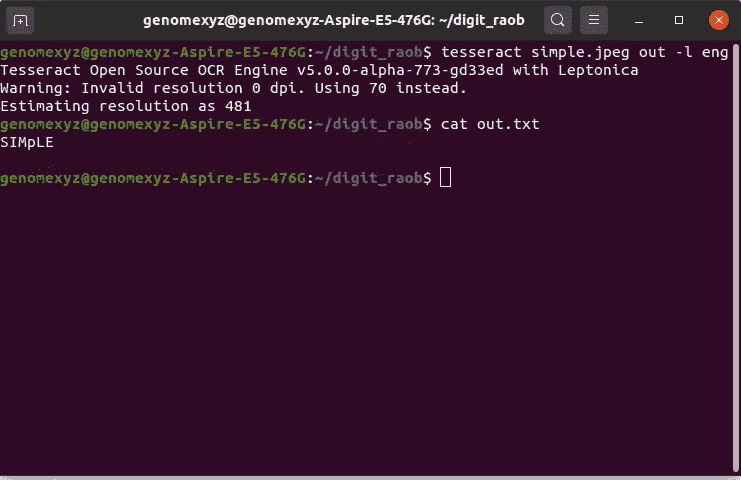 genomexyz@genomexyz-Aspire-E5-476G: ~/digit_raob
genomexyz@genomexyz-Aspire-E5-476G:~/digit_raob$ tesseract simple.jpeg out -l eng
Tesseract Open Source OCR Engine v5.0.0-alpha-773-gd33ed with Leptonica
Warning: Invalid resolution 0 dpi. Using 70 instead.
Estimating resolution as 481
genomexyz@genomexyz-Aspire-E5-476G:~/digit_raob$ cat out.txt
SIMpLE
genomexyz@genomexyz-Aspire-E5-476G:~/digit_raob$